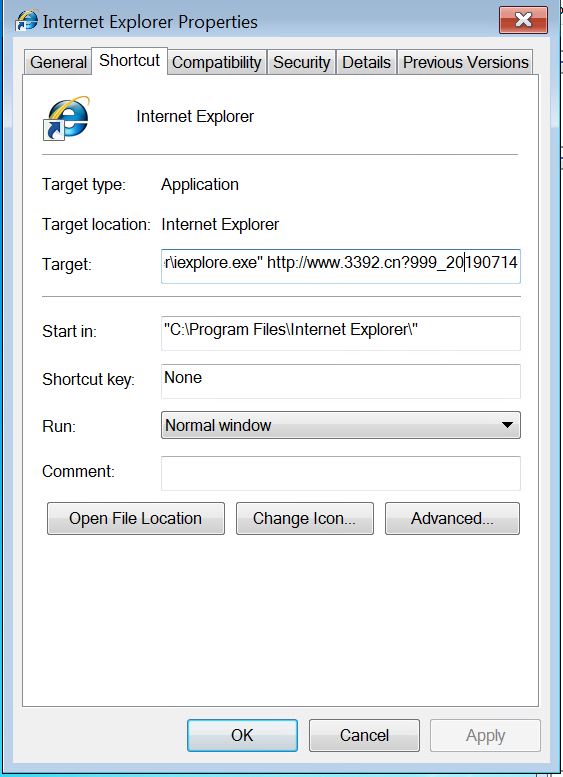 Internet Explorer Properties
General Shortcut Compatibility Security Details Previous Versions
Internet Explorer
Target type: Application
Target location: Internet Explorer
Target: r\iexplore.exe" http://www.3392.cn?999_20190714
Start in: "C:\Program Files\Internet Explorer\"
Shortcut key: None
Run: Normal window
Comment:
Open File Location Change Icon... Advanced...
OK Cancel Apply